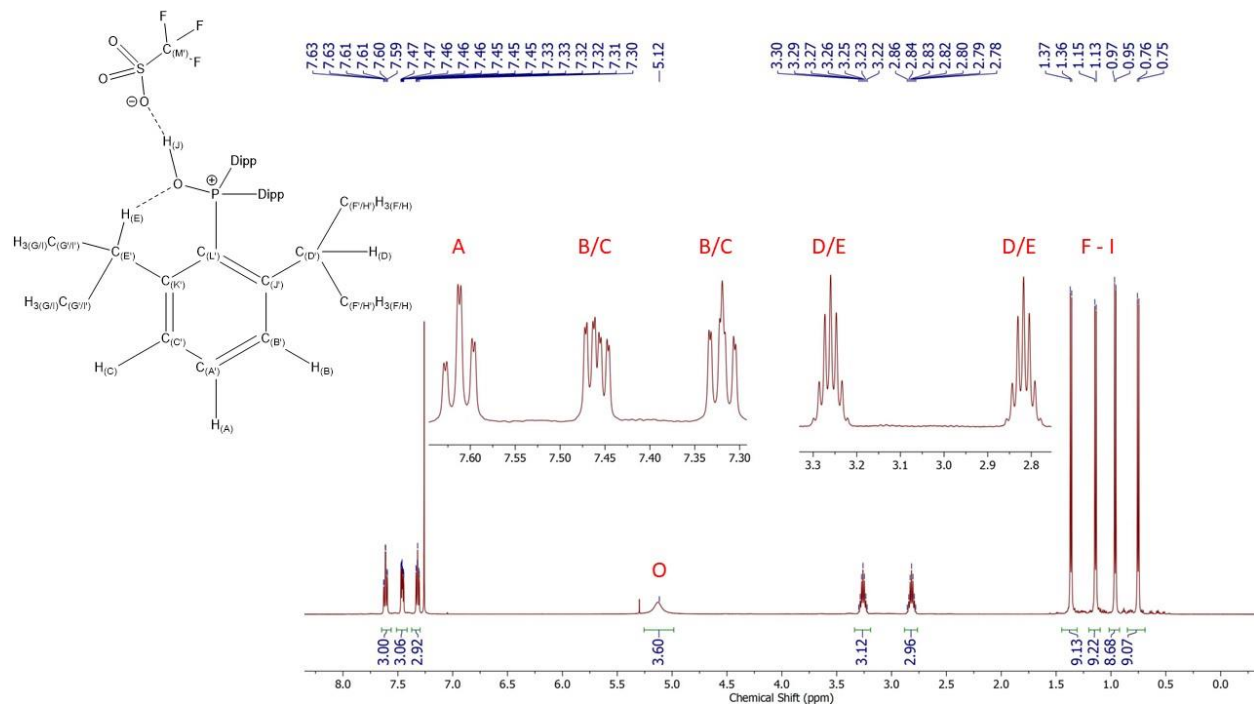 F
F
F
C(M')
O
S
O
O
⊖
H(J)
O
P
⊕
Dipp
Dipp
H(E)
H3(G/I)C(G'/I')
C(E')
H3(G/I)C(G'/I')
C(K')
C(L')
C(J')
C(D')
C(F'/H')H3(F/H)
H(D)
C(F'/H')H3(F/H)
C(C')
C(B')
C(A')
H(C)
H(B)
H(A)
7.63
7.63
7.61
7.61
7.60
7.59
7.47
7.47
7.46
7.46
7.46
7.45
7.45
7.45
7.33
7.33
7.32
7.32
7.31
7.30
5.12
3.30
3.29
3.27
3.26
3.25
3.23
3.22
2.86
2.84
2.83
2.82
2.80
2.79
2.78
1.37
1.36
1.15
1.13
0.97
0.95
0.76
0.75
A B/C B/C D/E D/E F - I
7.60 7.55 7.50 7.45 7.40 7.35 7.30
3.3 3.2 3.1 3.0 2.9 2.8
O
3.00 3.06 2.92 3.60 3.12 2.96 9.13 9.22 8.68 9.07
8.0 7.5 7.0 6.5 6.0 5.5 5.0 4.5 4.0 3.5 3.0 2.5 2.0 1.5 1.0 0.5 0.0
Chemical Shift (ppm)